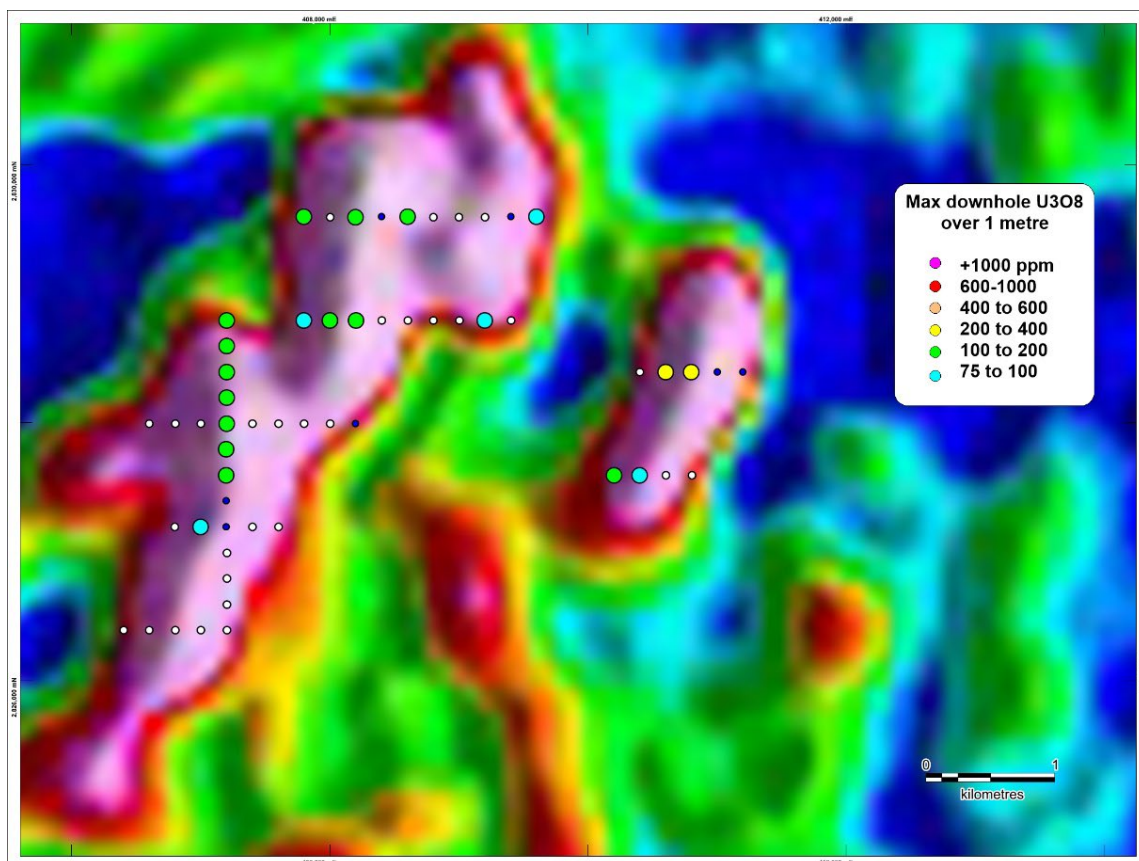 408,000 mE
412,000 mE
2,030,000 mN
Max downhole U3O8
over 1 metre
+1000 ppm
600-1000
400 to 600
200 to 400
100 to 200
75 to 100
2,026,000 mN
0 1
kilometres